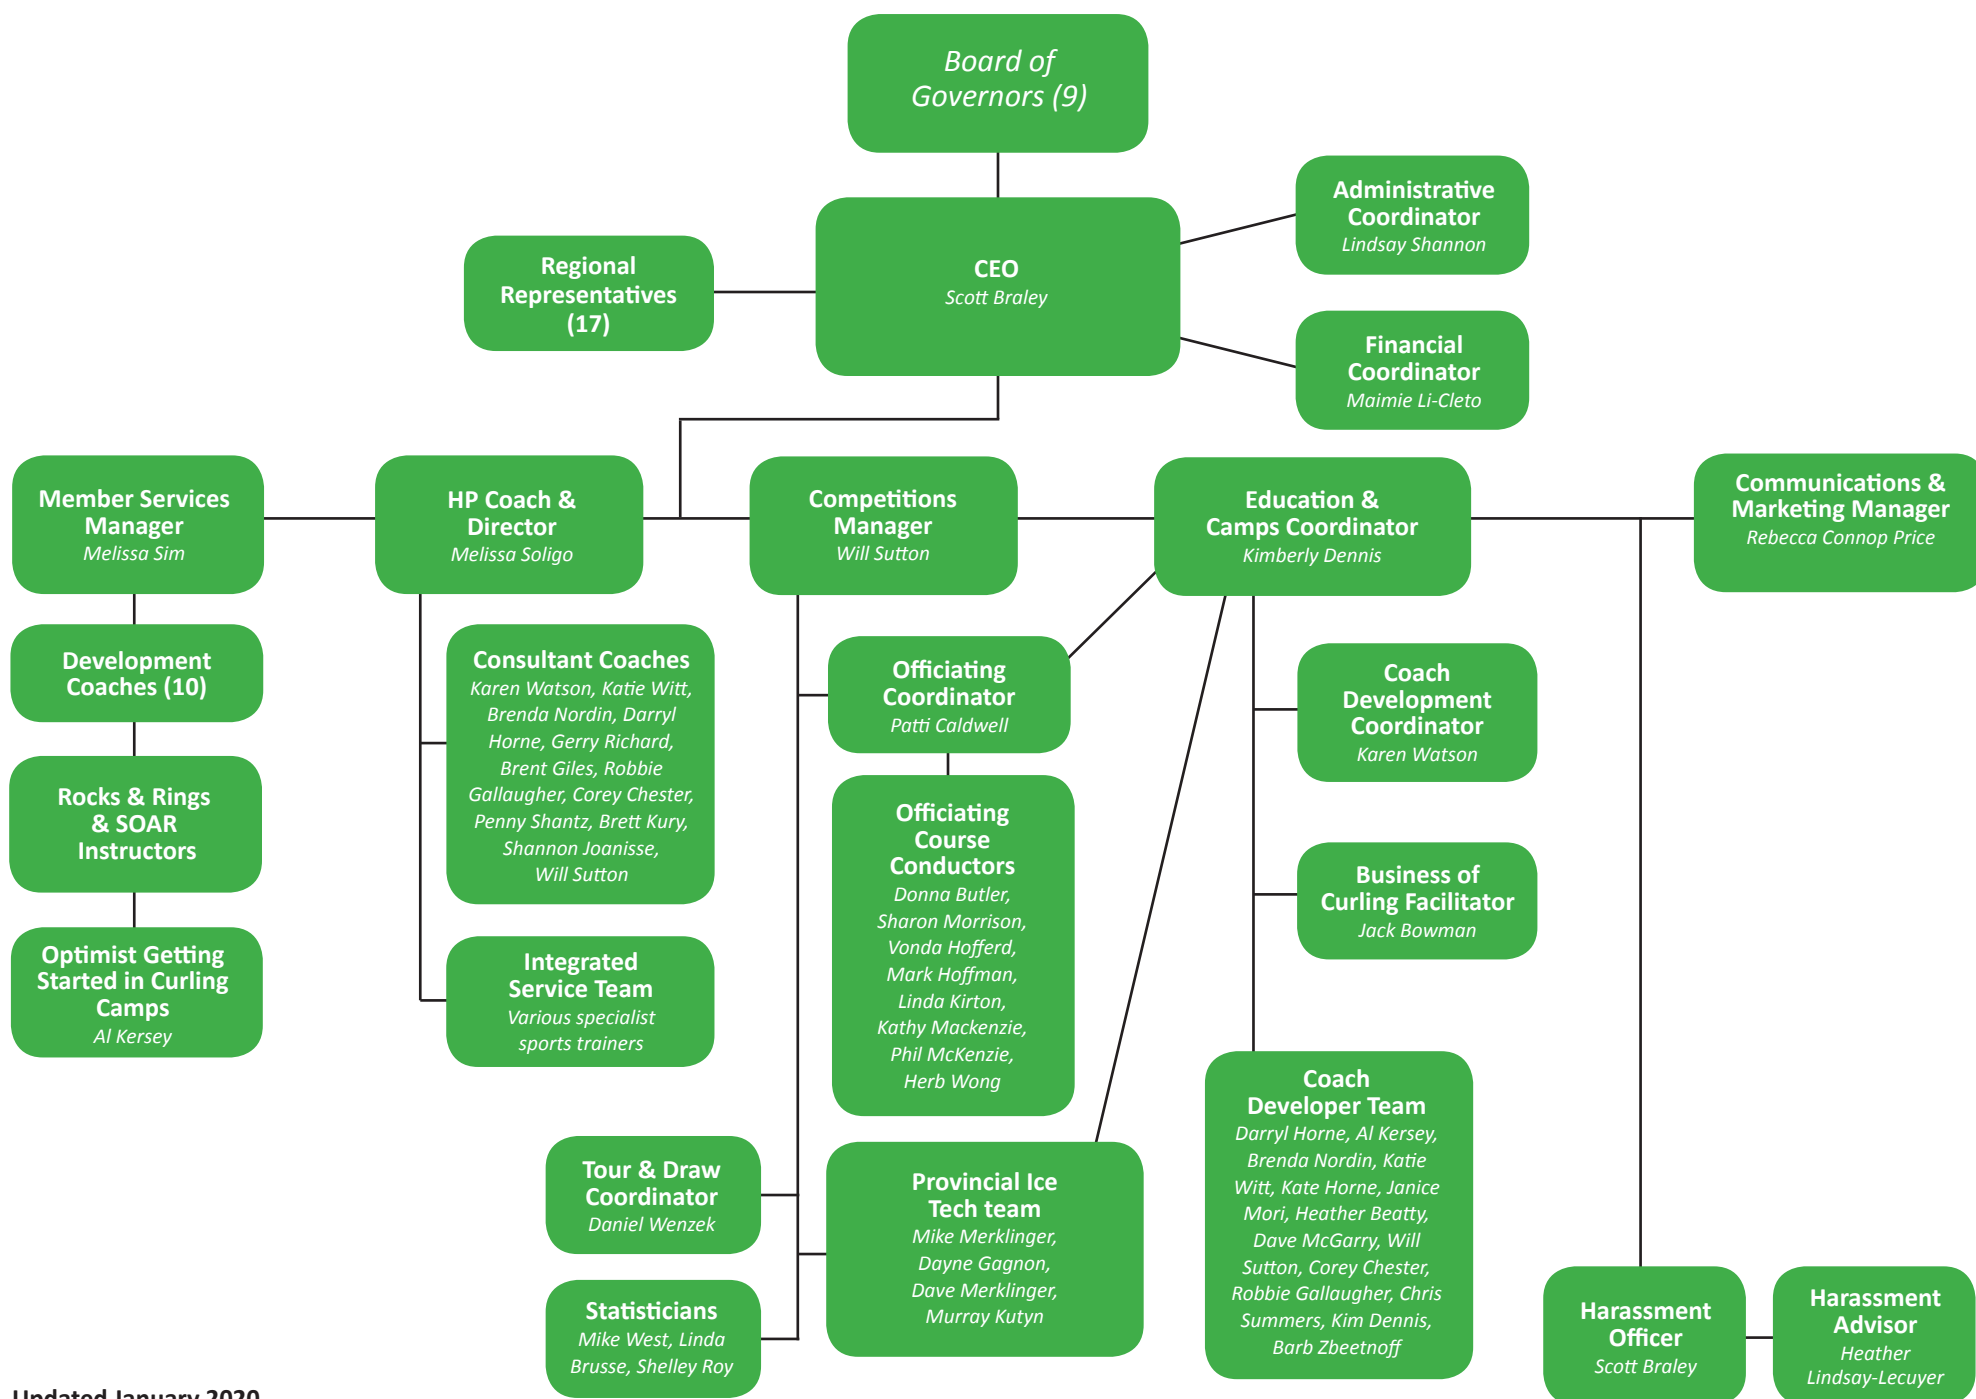 Board of
Governors (9)
Administrative
Coordinator
Lindsay Shannon
CEO
Scott Braley
Regional
Representatives
(17)
Financial
Coordinator
Maimie Li-Cleto
Member Services
Manager
Melissa Sim
HP Coach &
Director
Melissa Soligo
Competitions
Manager
Will Sutton
Education &
Camps Coordinator
Kimberly Dennis
Communications &
Marketing Manager
Rebecca Connop Price
Development
Coaches (10)
Rocks & Rings
& SOAR
Instructors
Optimist Getting
Started in Curling
Camps
Al Kersey
Consultant Coaches
Karen Watson, Katie Witt,
Brenda Nordin, Darryl
Horne, Gerry Richard,
Brent Giles, Robbie
Gallaugher, Corey Chester,
Penny Shantz, Brett Kury,
Shannon Joanisse,
Will Sutton
Integrated
Service Team
Various specialist
sports trainers
Officiating
Coordinator
Patti Caldwell
Officiating
Course
Conductors
Donna Butler,
Sharon Morrison,
Vonda Hofferd,
Mark Hoffman,
Linda Kirton,
Kathy Mackenzie,
Phil McKenzie,
Herb Wong
Tour & Draw
Coordinator
Daniel Wenzek
Statisticians
Mike West, Linda
Brusse, Shelley Roy
Provincial Ice
Tech team
Mike Merklinger,
Dayne Gagnon,
Dave Merklinger,
Murray Kutyn
Coach
Development
Coordinator
Karen Watson
Business of
Curling Facilitator
Jack Bowman
Coach
Developer Team
Darryl Horne, Al Kersey,
Brenda Nordin, Katie
Witt, Kate Horne, Janice
Mori, Heather Beatty,
Dave McGarry, Will
Sutton, Corey Chester,
Robbie Gallaugher, Chris
Summers, Kim Dennis,
Barb Zbeetnoff
Harassment
Officer
Scott Braley
Harassment
Advisor
Heather
Lindsay-Lecuyer
Updated January 2020